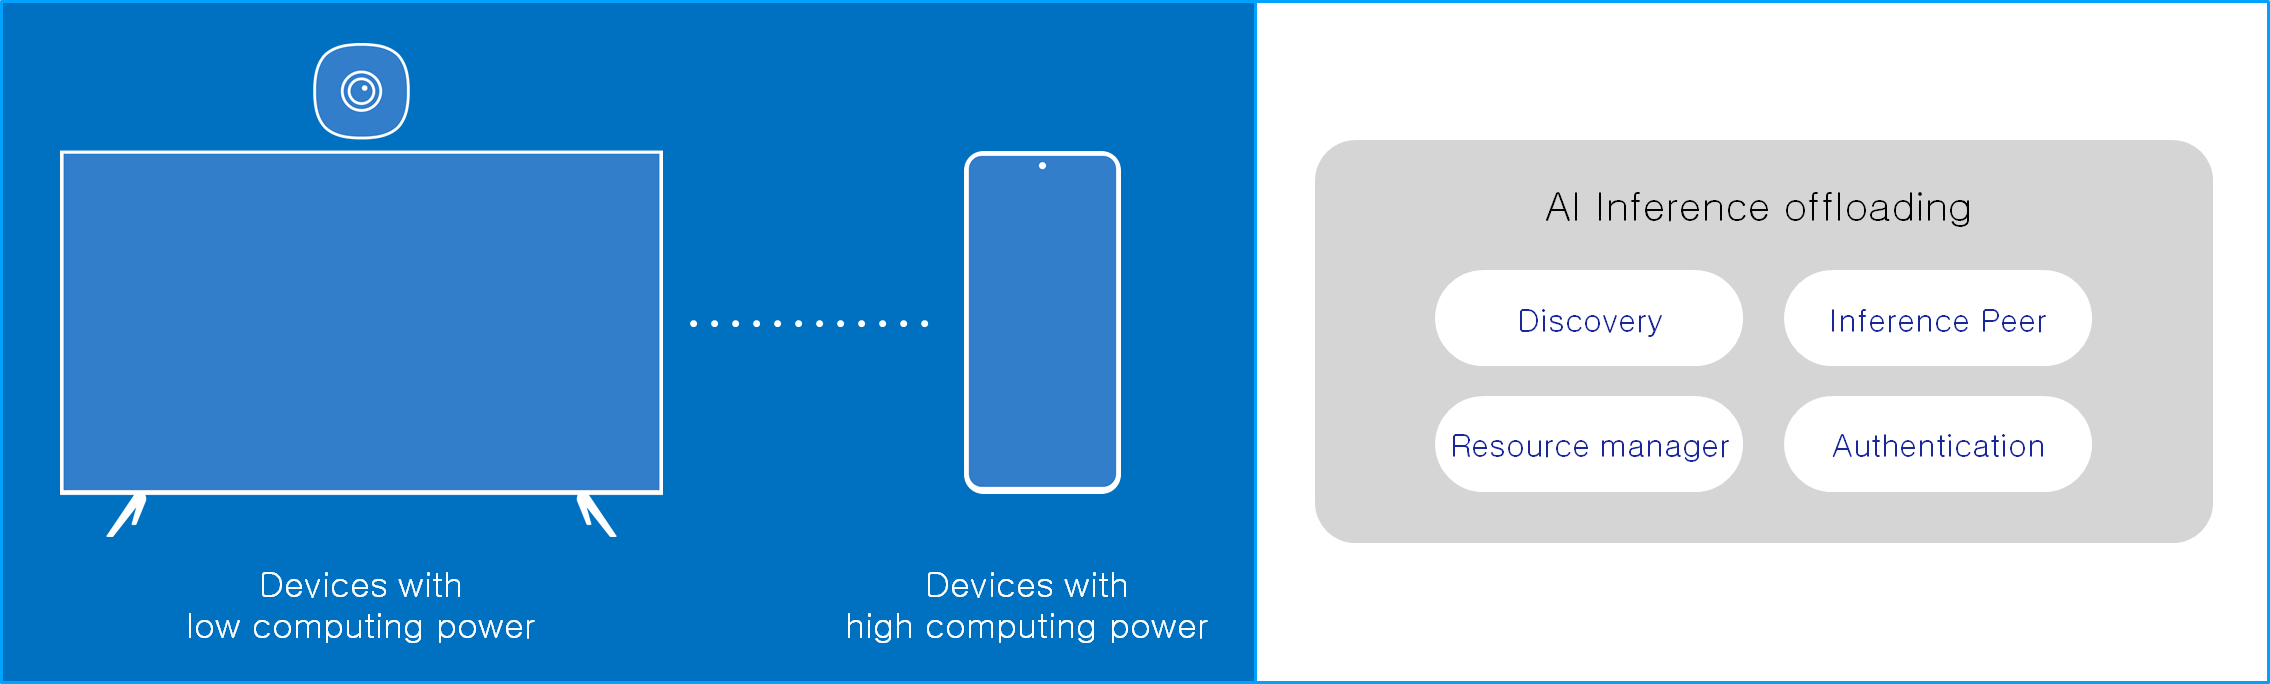 Devices with
low computing power
Devices with
high computing power
AI Inference offloading
Discovery
Inference Peer
Resource manager
Authentication